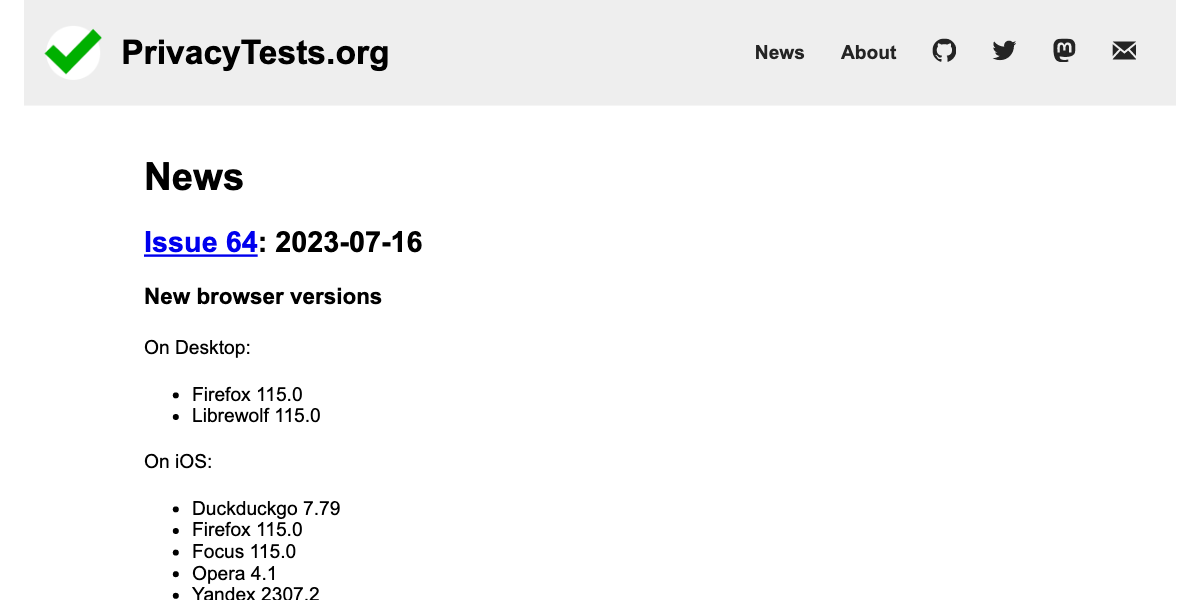 PrivacyTests.org
News
About
News
Issue 64: 2023-07-16
New browser versions
On Desktop:
• Firefox 115.0
• Librewolf 115.0
On iOS:
• Duckduckgo 7.79
• Firefox 115.0
• Focus 115.0
• Opera 4.1
• Yandex 2307.2